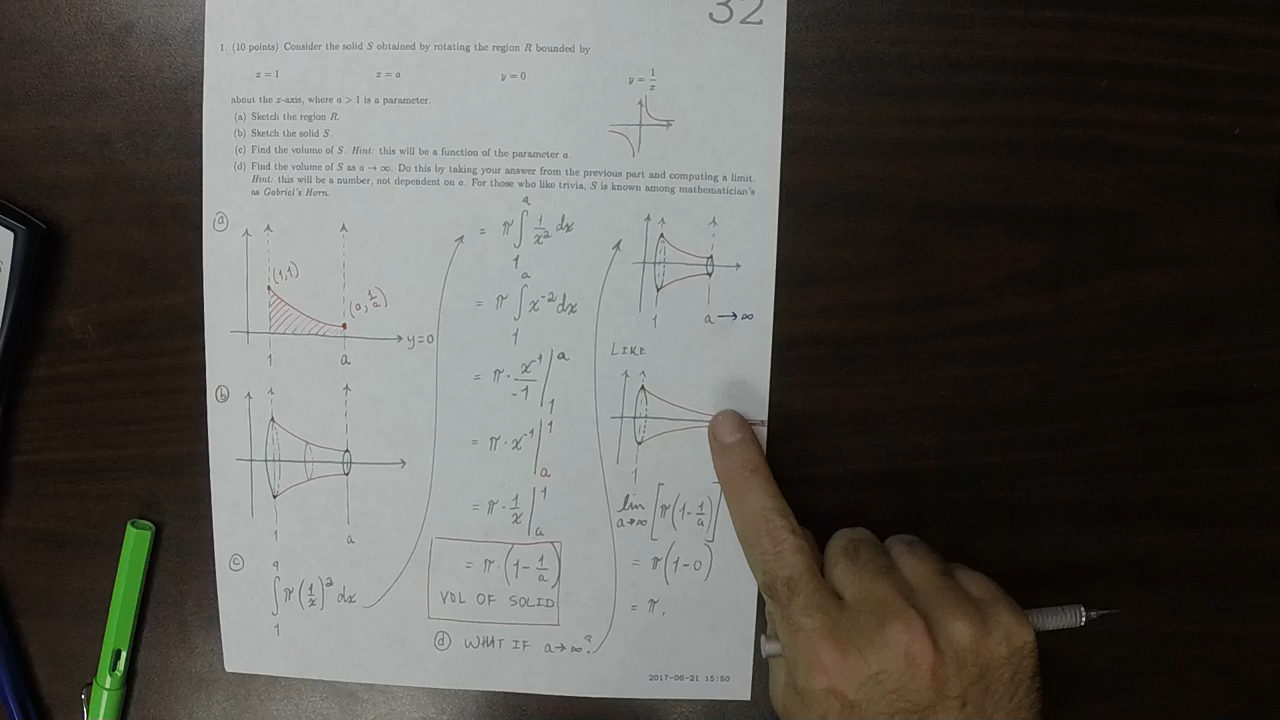 32
1. (10 points) Consider the solid S obtained by rotating the region R bounded by
x = 1 x = a y = 0 y = 1/x
about the x-axis, where a > 1 is a parameter.
(a) Sketch the region R.
(b) Sketch the solid S.
(c) Find the volume of S. Hint: this will be a function of the parameter a.
(d) Find the volume of S as a → ∞. Do this by taking your answer from the previous part and computing a limit.
Hint: this will be a number, not dependent on a. For those who like trivia, S is known among mathematician's
as Gabriel's Horn.
ⓐ
(1,1)
(a, 1/a)
y=0
1 a
ⓑ
1 a
ⓒ
∫₁ᵃ π(1/x)² dx
= π ∫₁ᵃ 1/x² dx
= π ∫₁ᵃ x⁻² dx
= π · x⁻¹/-1 |₁ᵃ
= π · x⁻¹ |ₐ¹
= π · 1/x |ₐ¹
= π · (1 - 1/a)
VOL OF SOLID
ⓓ WHAT IF a → ∞?
1 a → ∞
LIKE
1
lim a→∞ [π(1 - 1/a)]
= π(1-0)
= π.
2017-06-21 15:50